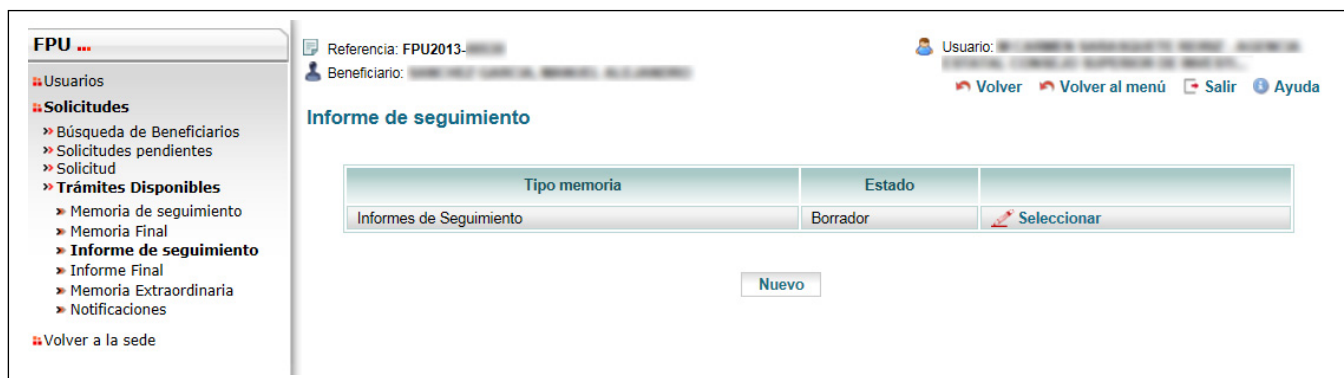 FPU ...
Usuarios
Solicitudes
Búsqueda de Beneficiarios
Solicitudes pendientes
Solicitud
Trámites Disponibles
Memoria de seguimiento
Memoria Final
Informe de seguimiento
Informe Final
Memoria Extraordinaria
Notificaciones
Volver a la sede
Referencia: FPU2013-
Beneficiario:
Usuario:
Volver Volver al menú Salir Ayuda
Informe de seguimiento
Tipo memoria Estado
Informes de Seguimiento Borrador Seleccionar
Nuevo